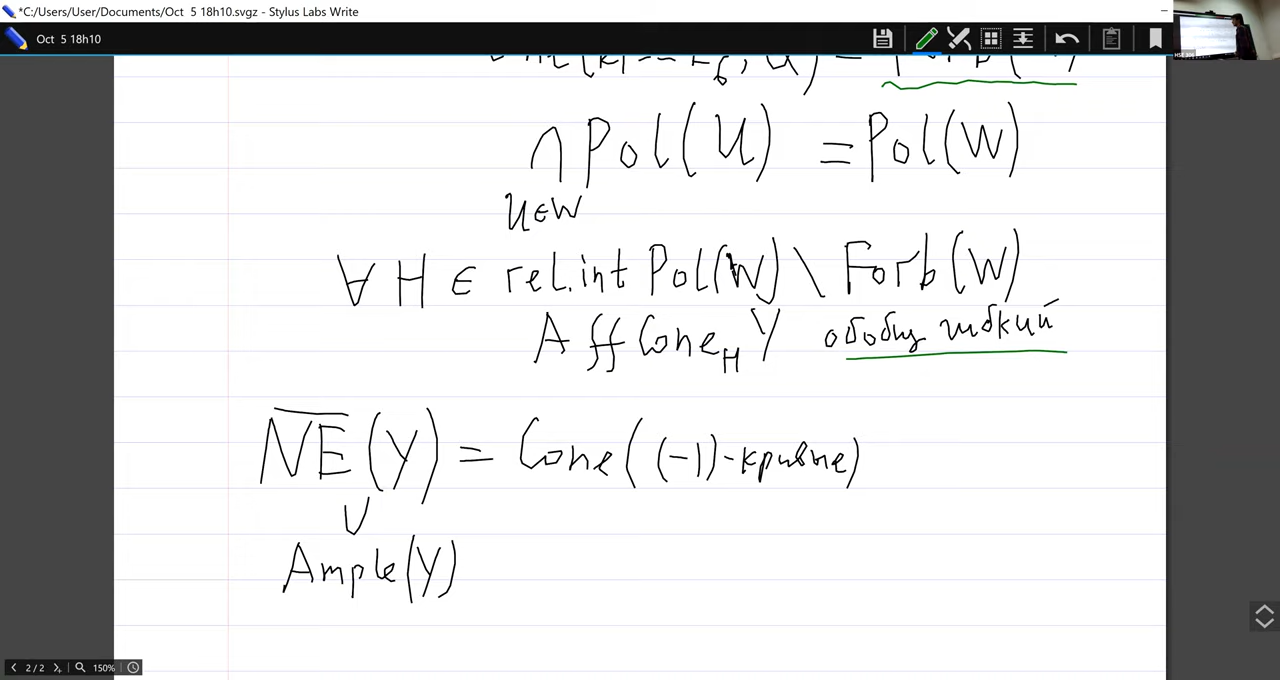 *C:/Users/User/Documents/Oct 5 18h10.svgz - Stylus Labs Write
Oct 5 18h10
∩ Pol(U) = Pol(W)
U∈W
∀ H ∈ rel.int Pol(W) \ Forb(W)
Aff Cone_H Y обобщ гибкий
\overline{NE}(Y) = Cone((-1)-кривые)
∨
Ample(Y)
2 / 2 150%